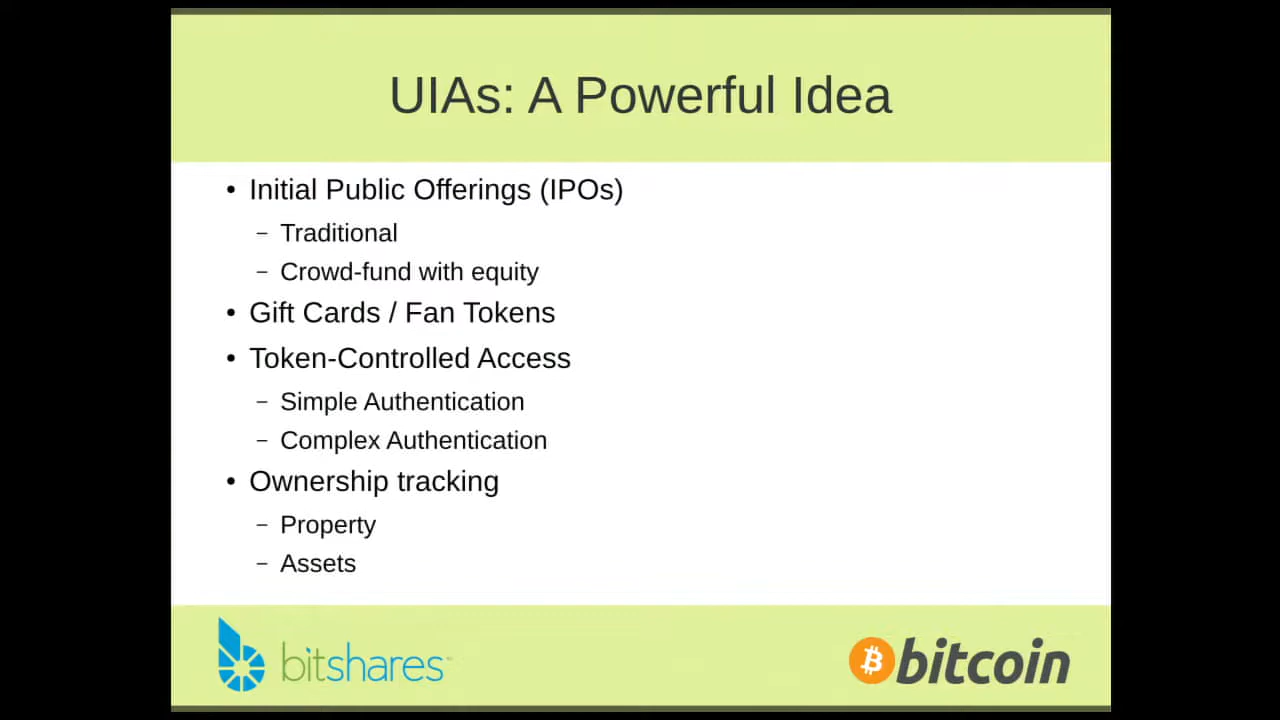 UIAs: A Powerful Idea
• Initial Public Offerings (IPOs)
– Traditional
– Crowd-fund with equity
• Gift Cards / Fan Tokens
• Token-Controlled Access
– Simple Authentication
– Complex Authentication
• Ownership tracking
– Property
– Assets
bitshares™
bitcoin